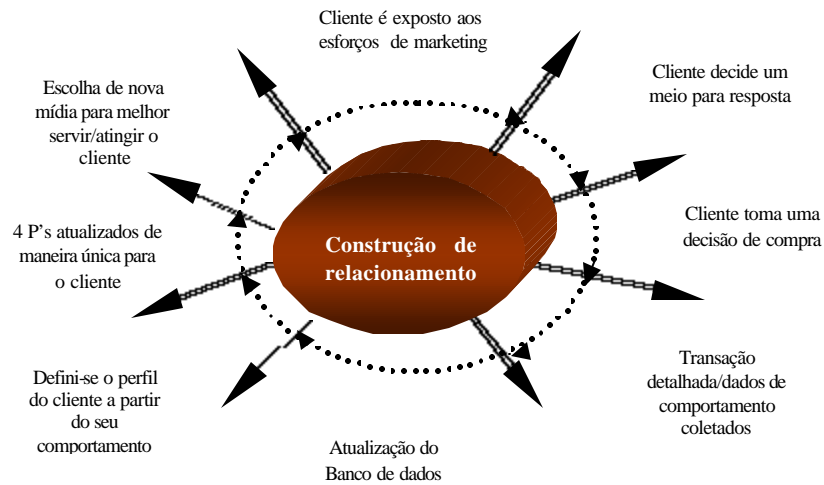 Cliente é exposto aos
esforços de marketing
Cliente decide um
meio para resposta
Cliente toma uma
decisão de compra
Transação
detalhada/dados de
comportamento
coletados
Atualização do
Banco de dados
Defini-se o perfil
do cliente a partir
do seu
comportamento
4 P's atualizados de
maneira única para
o cliente
Escolha de nova
mídia para melhor
servir/atingir o
cliente
Construção de
relacionamento